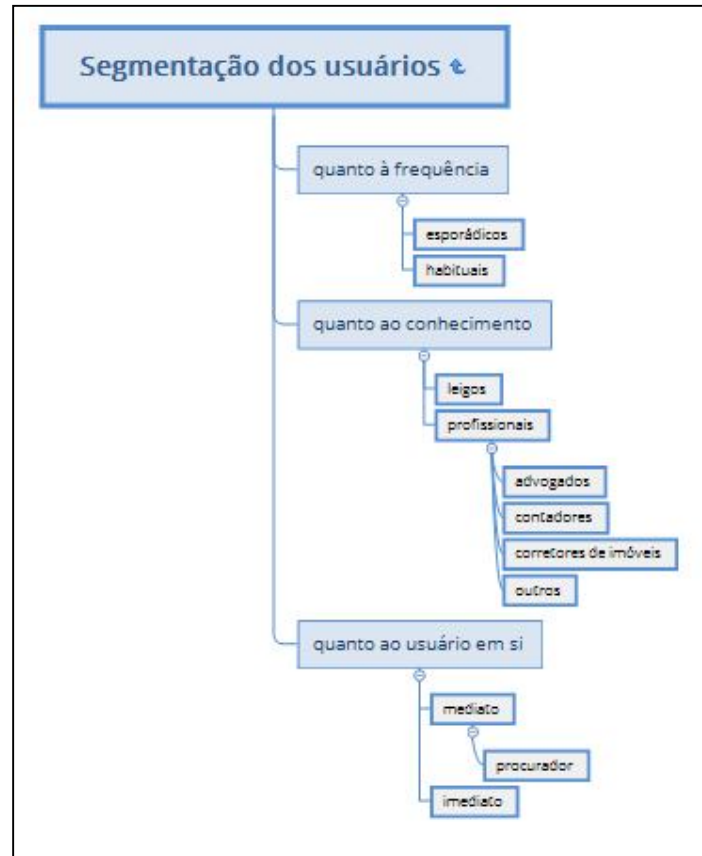 Segmentação dos usuários
quanto à frequência
esporádicos
habituais
quanto ao conhecimento
leigos
profissionais
advogados
contadores
corretores de imóveis
outros
quanto ao usuário em si
mediato
procurador
imediato